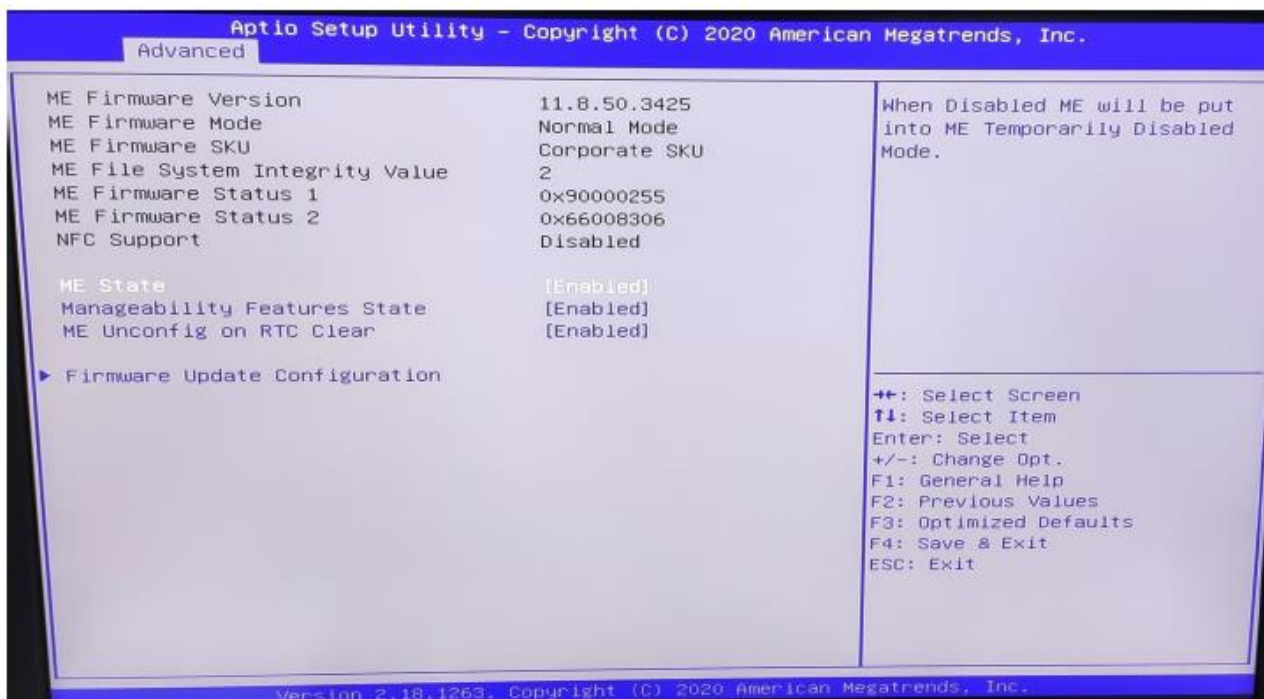 Aptio Setup Utility – Copyright (C) 2020 American Megatrends, Inc.
Advanced
ME Firmware Version 11.8.50.3425
ME Firmware Mode Normal Mode
ME Firmware SKU Corporate SKU
ME File System Integrity Value 2
ME Firmware Status 1 0x90000255
ME Firmware Status 2 0x66008306
NFC Support Disabled
ME State [Enabled]
Manageability Features State [Enabled]
ME Unconfig on RTC Clear [Enabled]
► Firmware Update Configuration
When Disabled ME will be put
into ME Temporarily Disabled
Mode.
→←: Select Screen
↑↓: Select Item
Enter: Select
+/-: Change Opt.
F1: General Help
F2: Previous Values
F3: Optimized Defaults
F4: Save & Exit
ESC: Exit
Version 2.18.1263. Copyright (C) 2020 American Megatrends, Inc.